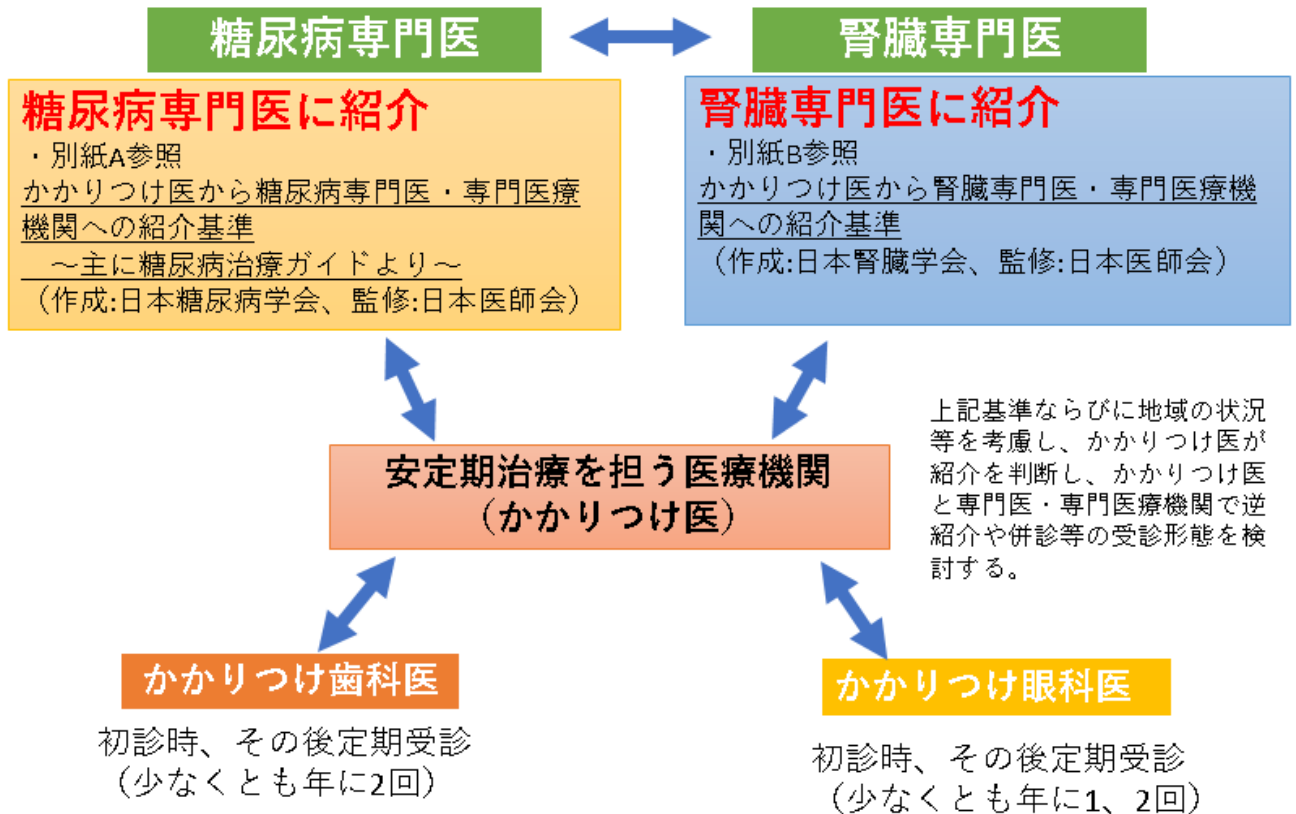 糖尿病専門医
腎臓専門医
糖尿病専門医に紹介
・別紙A参照
かかりつけ医から糖尿病専門医・専門医療
機関への紹介基準
～主に糖尿病治療ガイドより～
（作成:日本糖尿病学会、監修:日本医師会）
腎臓専門医に紹介
・別紙B参照
かかりつけ医から腎臓専門医・専門医療機
関への紹介基準
（作成:日本腎臓学会、監修:日本医師会）
上記基準ならびに地域の状況
等を考慮し、かかりつけ医が
紹介を判断し、かかりつけ医
と専門医・専門医療機関で逆
紹介や併診等の受診形態を検
討する。
安定期治療を担う医療機関
（かかりつけ医）
かかりつけ歯科医
初診時、その後定期受診
（少なくとも年に2回）
かかりつけ眼科医
初診時、その後定期受診
（少なくとも年に1、2回）